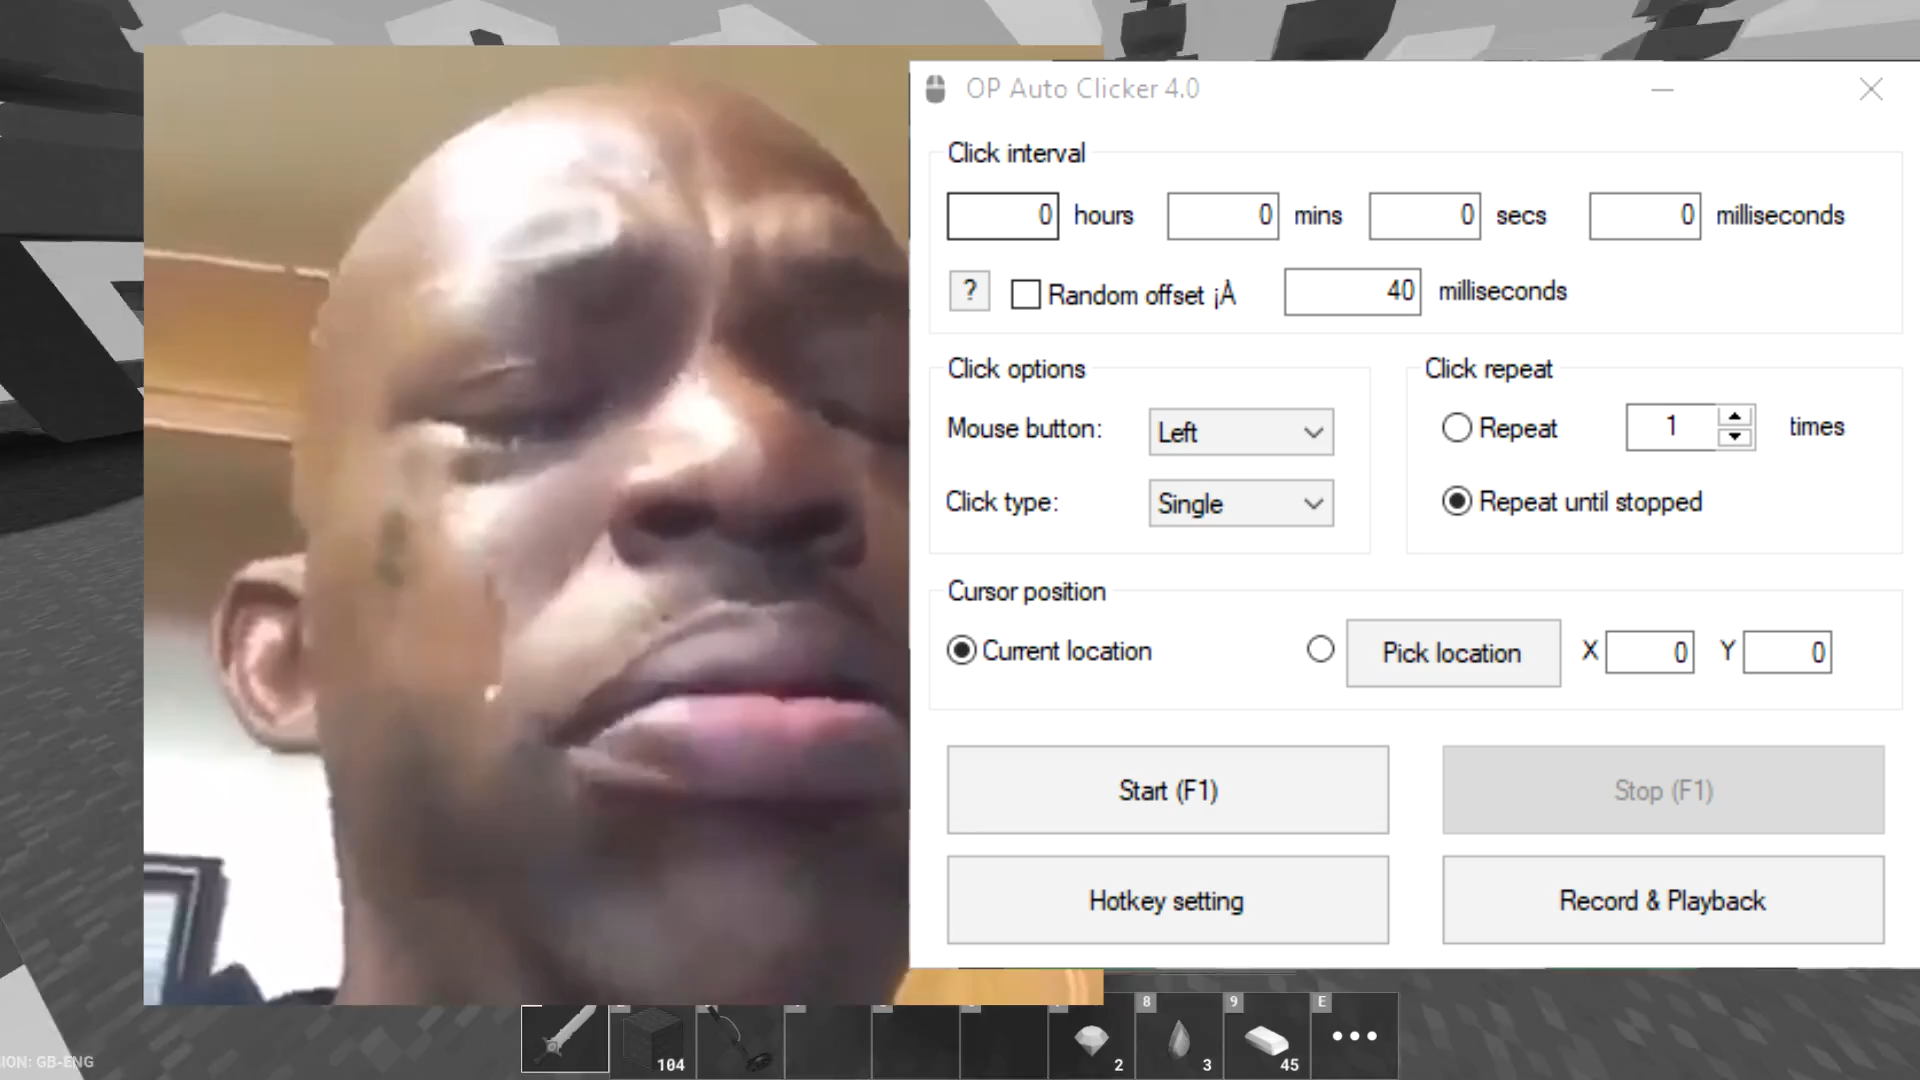 OP Auto Clicker 4.0
Click interval
0 hours 0 mins 0 secs 0 milliseconds
? Random offset ¡À 40 milliseconds
Click options
Click repeat
Mouse button: Left
Repeat 1 times
Click type: Single
Repeat until stopped
Cursor position
Current location Pick location X 0 Y 0
Start (F1) Stop (F1)
Hotkey setting Record & Playback
8 9 E
104 2 3 45
ION: GB-ENG